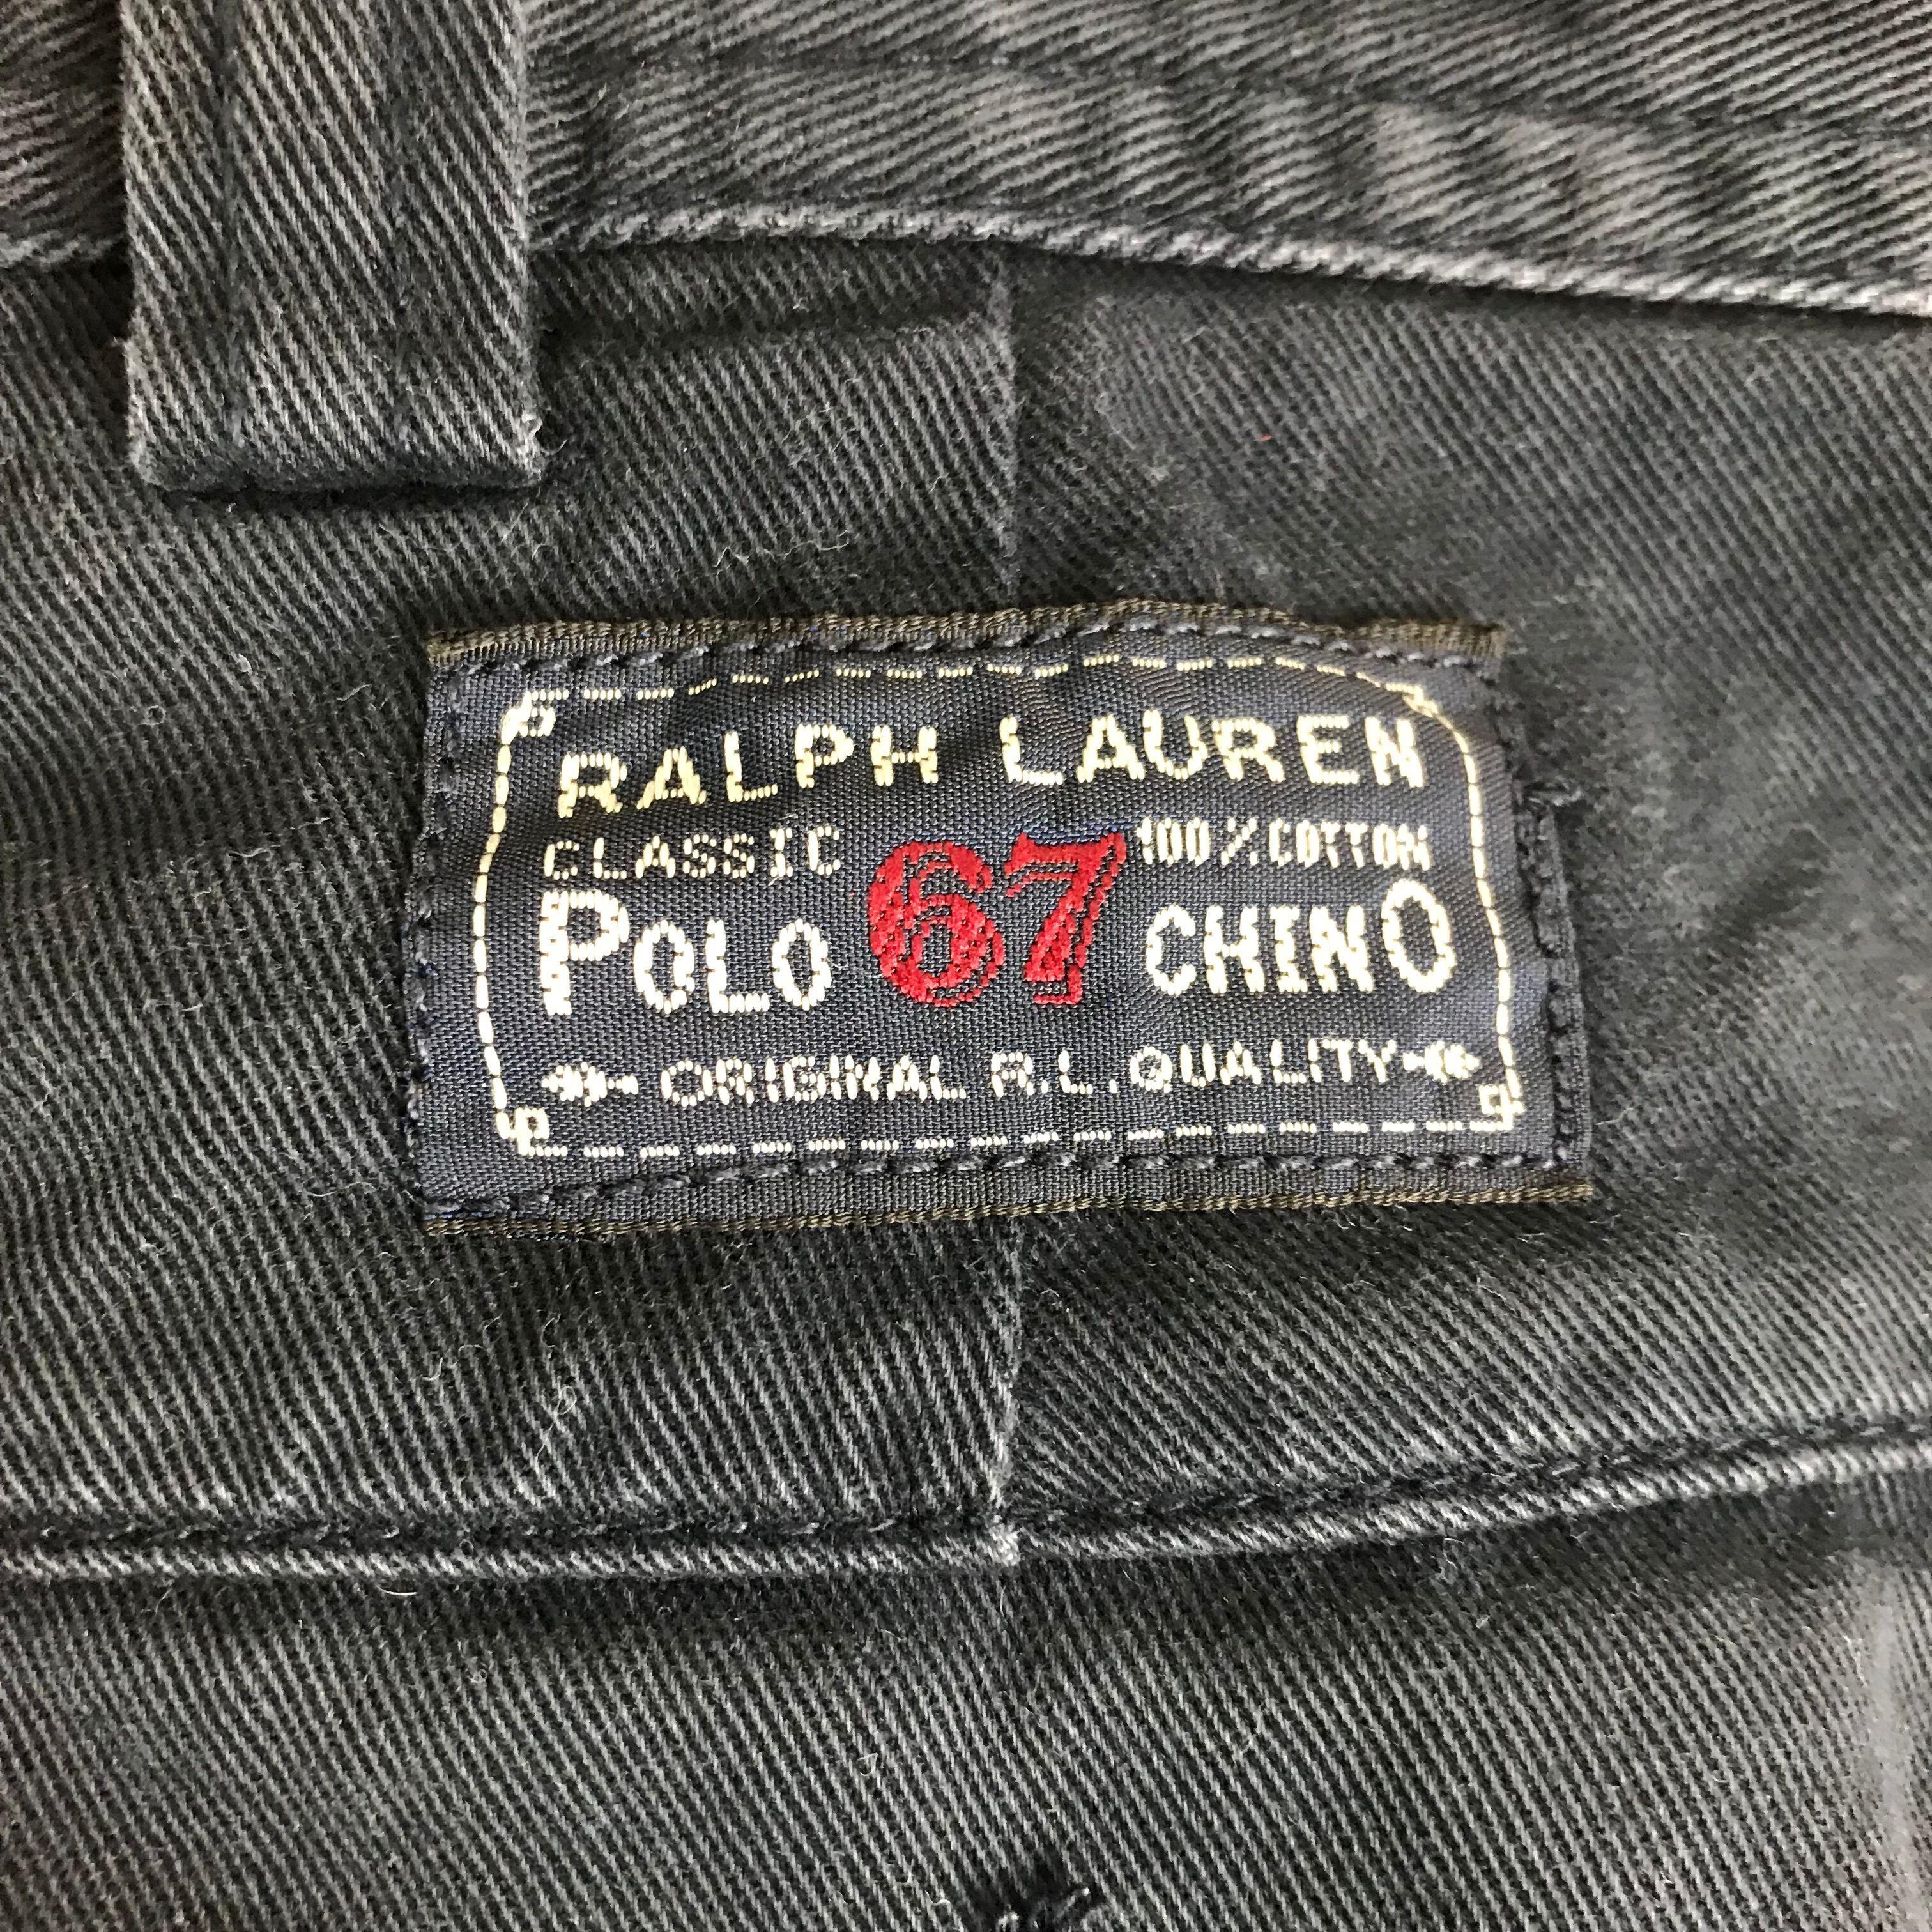 RALPH LAUREN
CLASSIC 67 100% COTTON
POLO CHINO
ORIGINAL R.L. QUALITY